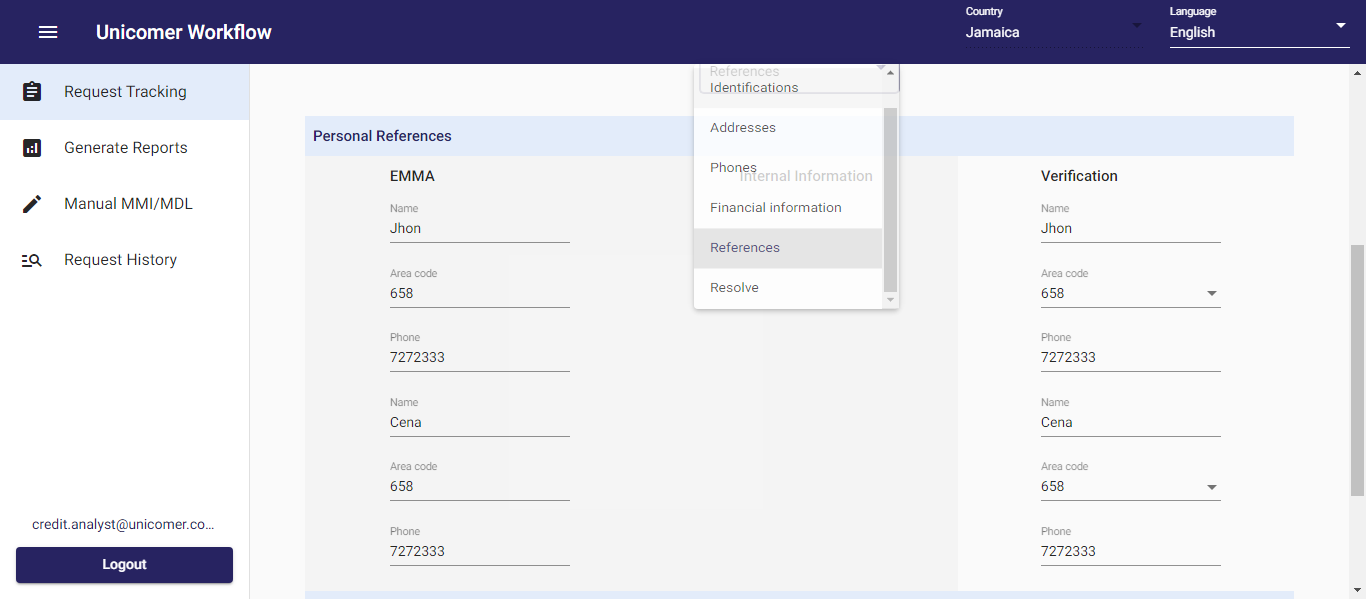 Unicomer Workflow
Country
Jamaica
Language
English
Request Tracking
Generate Reports
Manual MMI/MDL
Request History
credit.analyst@unicomer.co...
Logout
References
Identifications
Addresses
Phones
Financial information
References
Resolve
Personal References
EMMA
Internal Information
Verification
Name
Jhon
Area code
658
Phone
7272333
Name
Cena
Area code
658
Phone
7272333
Name
Jhon
Area code
658
Phone
7272333
Name
Cena
Area code
658
Phone
7272333